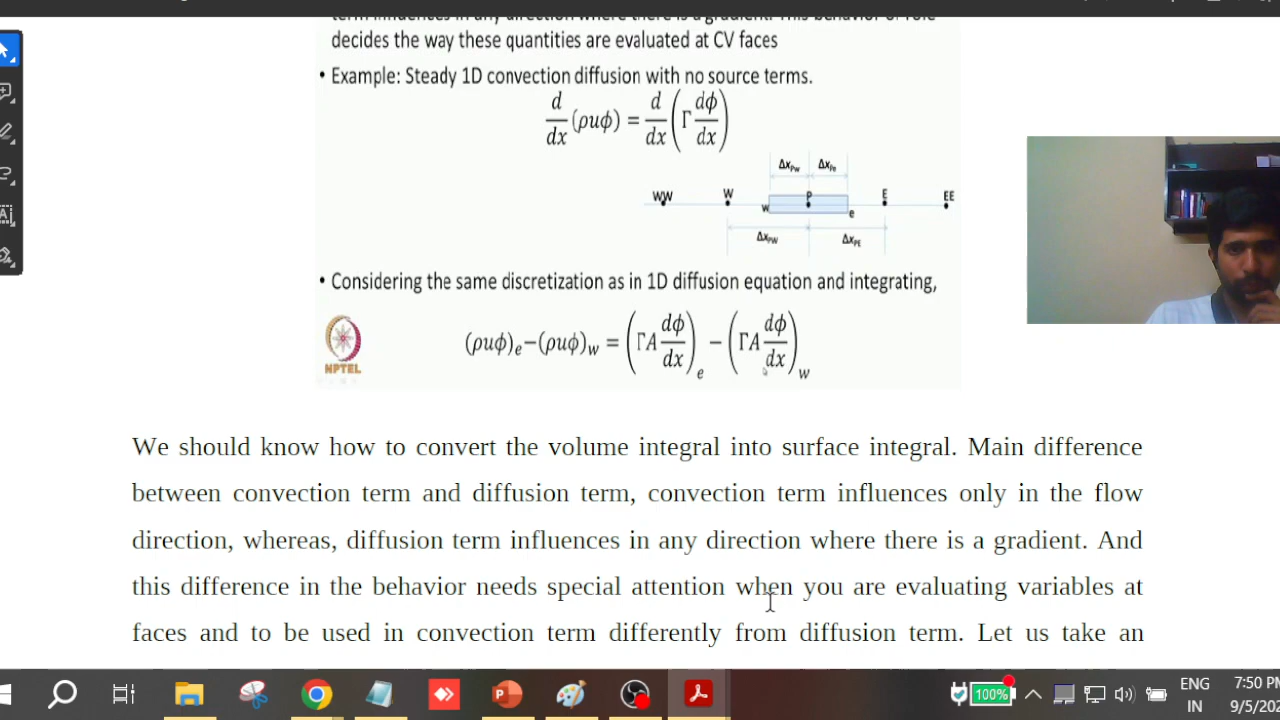 decides the way these quantities are evaluated at CV faces
• Example: Steady 1D convection diffusion with no source terms.
d/dx (ρuϕ) = d/dx (Γ dϕ/dx)
Δx_Pw Δx_Pe
WW W w P e E EE
Δx_PW Δx_PE
• Considering the same discretization as in 1D diffusion equation and integrating,
(ρuϕ)_e−(ρuϕ)_w = (ΓA dϕ/dx)_e − (ΓA dϕ/dx)_w
NPTEL
We should know how to convert the volume integral into surface integral. Main difference
between convection term and diffusion term, convection term influences only in the flow
direction, whereas, diffusion term influences in any direction where there is a gradient. And
this difference in the behavior needs special attention when you are evaluating variables at
faces and to be used in convection term differently from diffusion term. Let us take an
100%
ENG
IN
7:50 PM
9/5/202